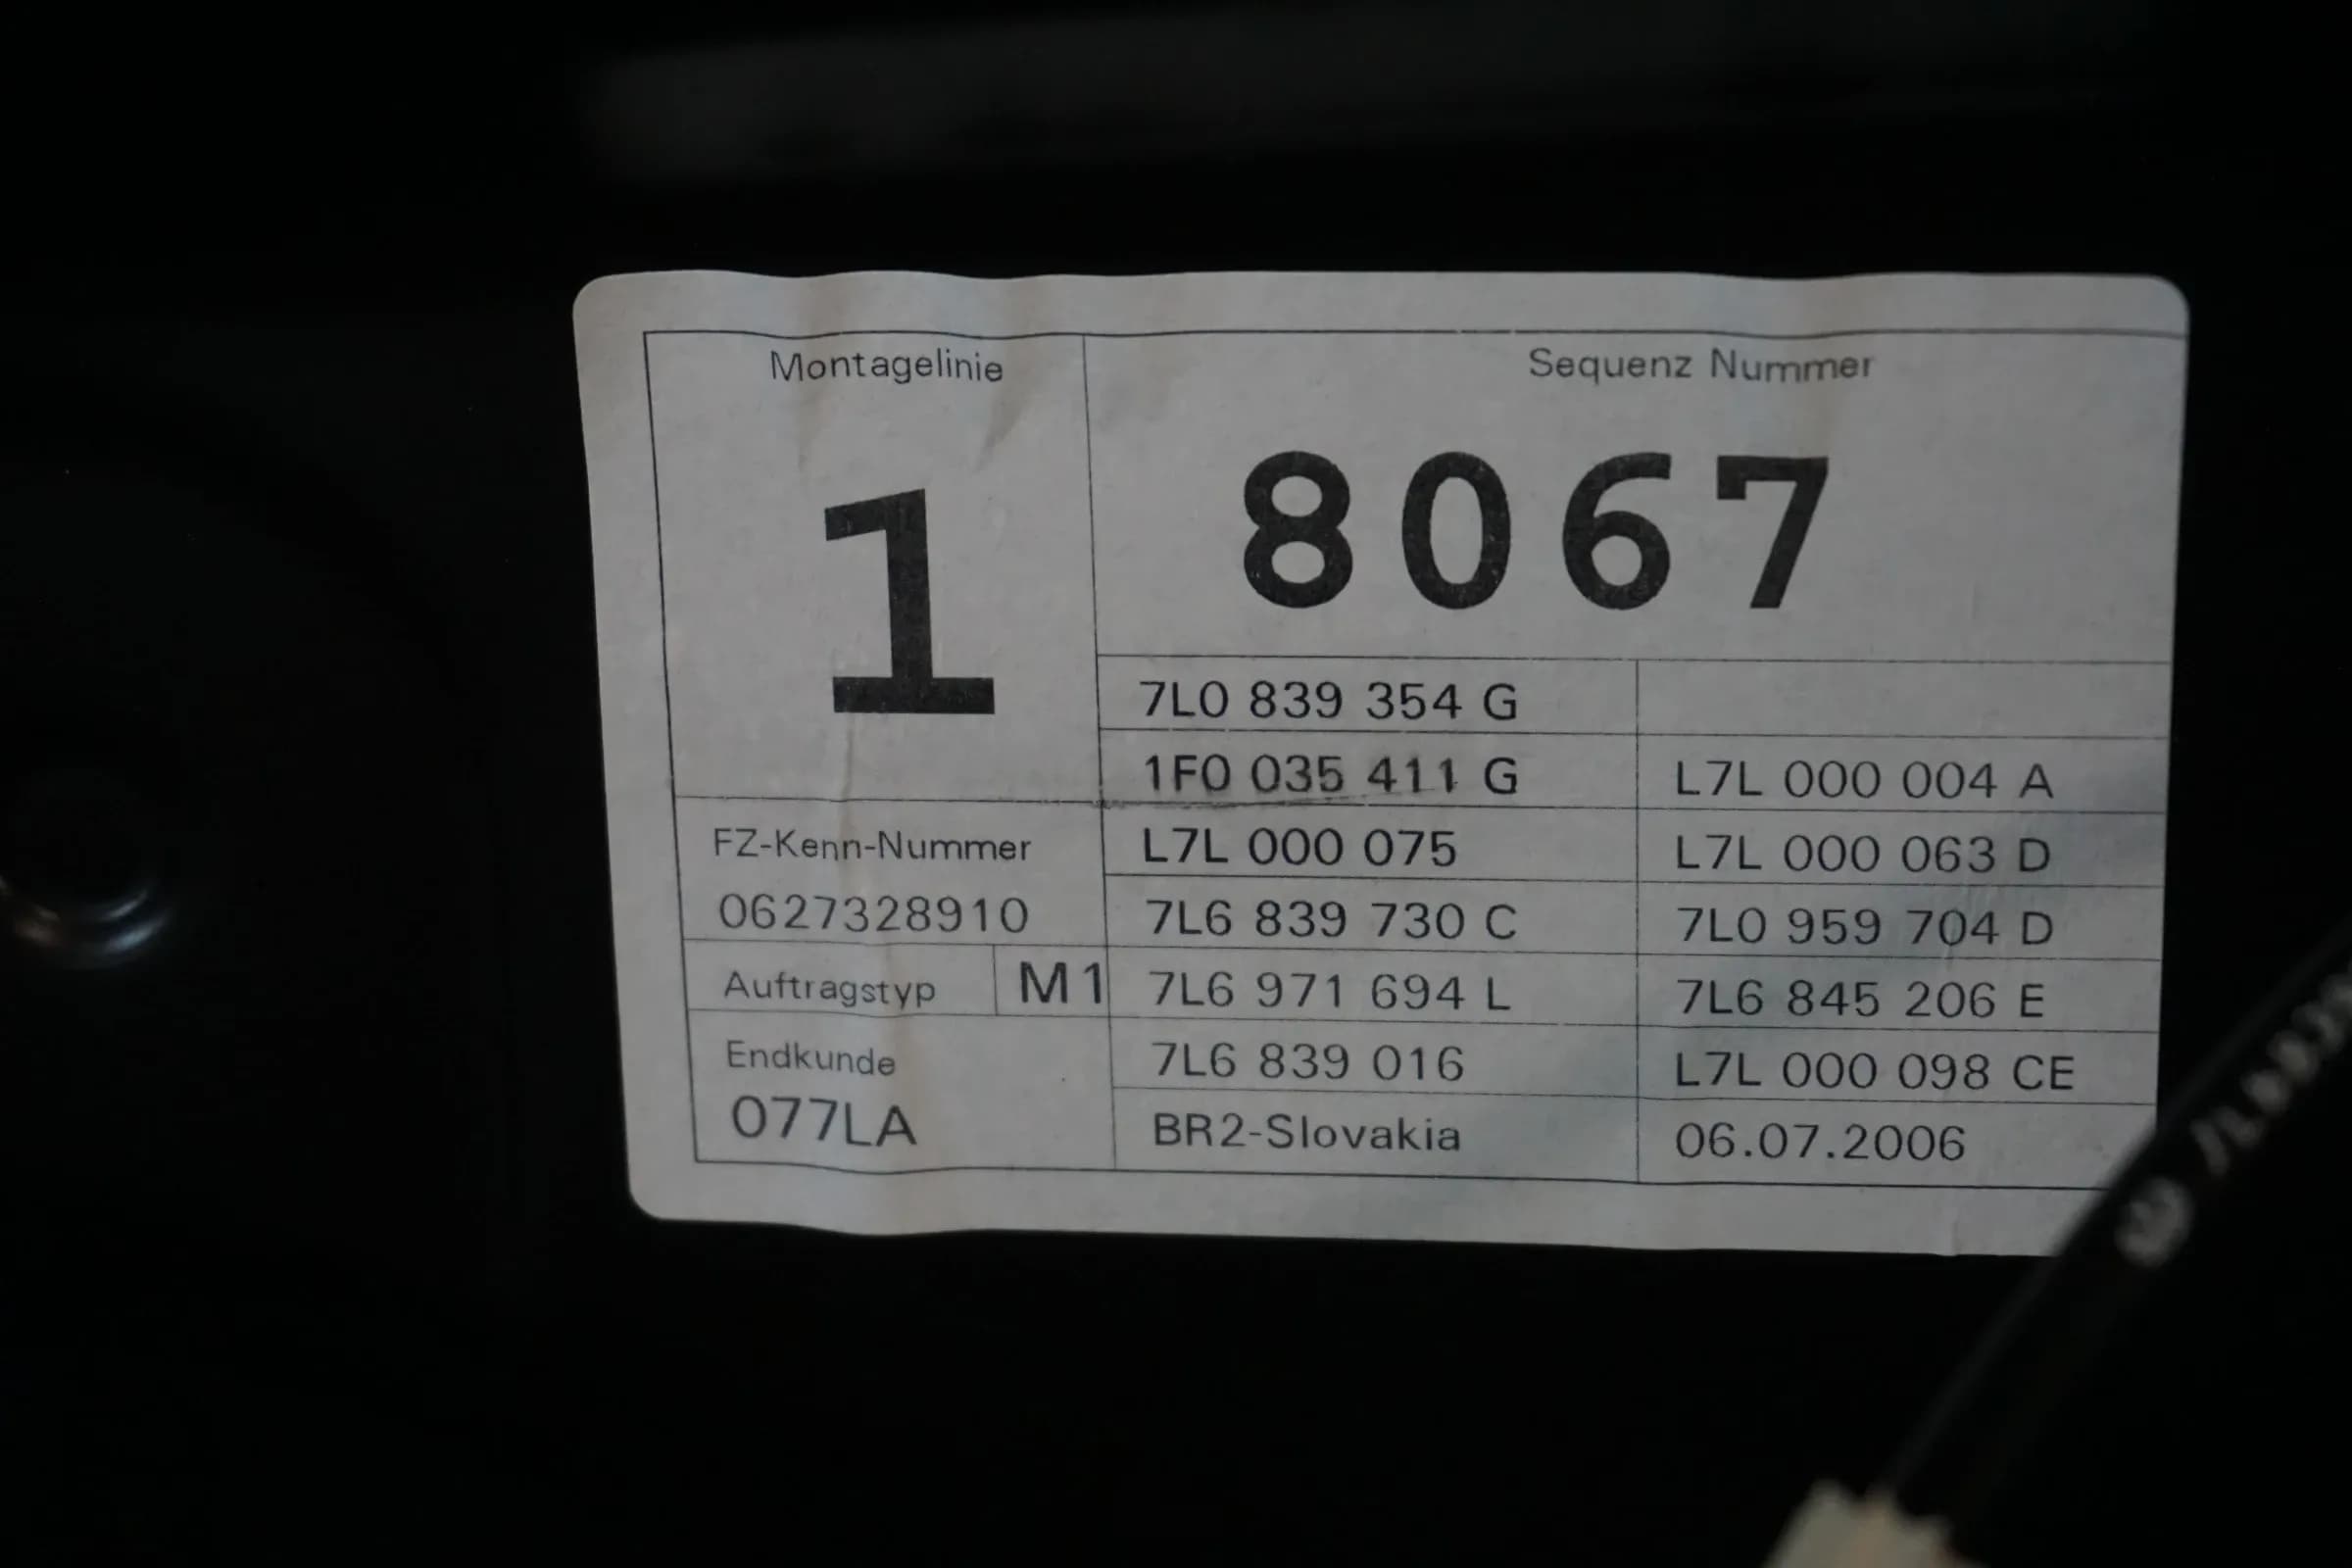 Montagelinie
Sequenz Nummer
1
8067
7L0 839 354 G
1F0 035 411 G
L7L 000 004 A
FZ-Kenn-Nummer
L7L 000 075
L7L 000 063 D
0627328910
7L6 839 730 C
7L0 959 704 D
Auftragstyp
M1
7L6 971 694 L
7L6 845 206 E
Endkunde
7L6 839 016
L7L 000 098 CE
077LA
BR2-Slovakia
06.07.2006